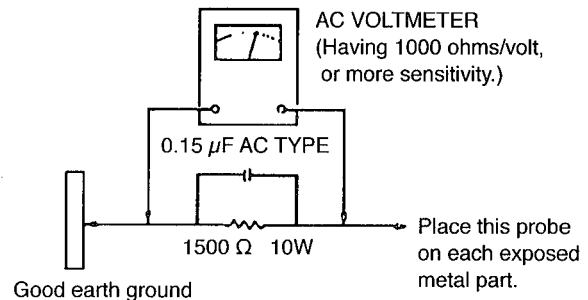 AC VOLTMETER
(Having 1000 ohms/volt,
or more sensitivity.)
0.15 µF AC TYPE
1500 Ω 10W
Place this probe
on each exposed
metal part.
Good earth ground